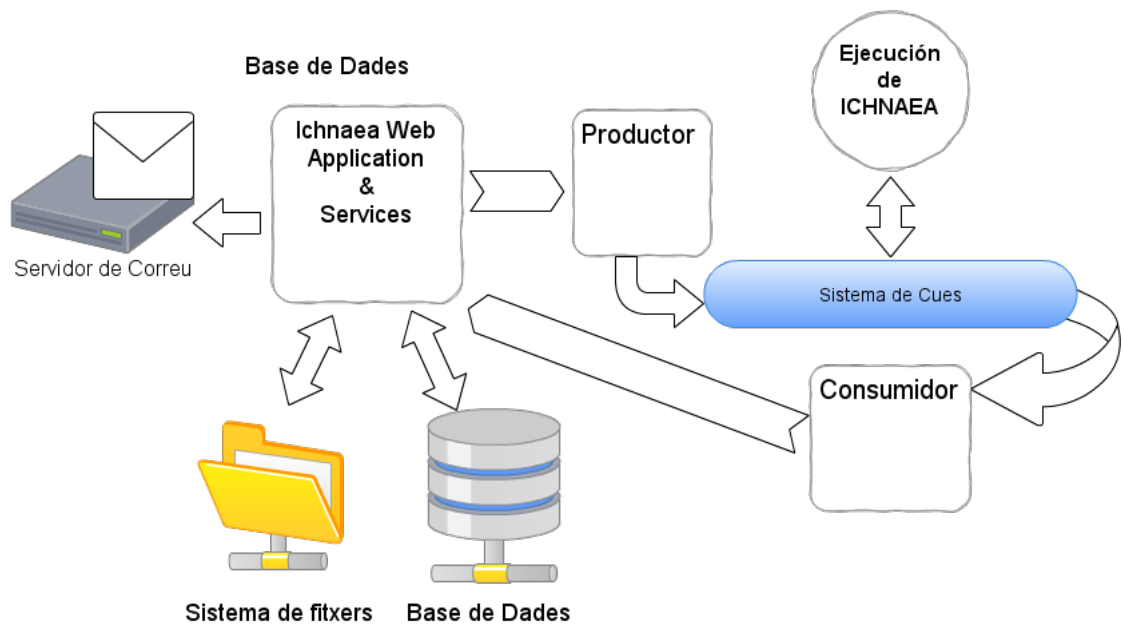 Base de Dades
Ichnaea Web
Application
&
Services
Productor
Ejecución
de
ICHNAEA
Servidor de Correu
Sistema de Cues
Consumidor
Sistema de fitxers
Base de Dades